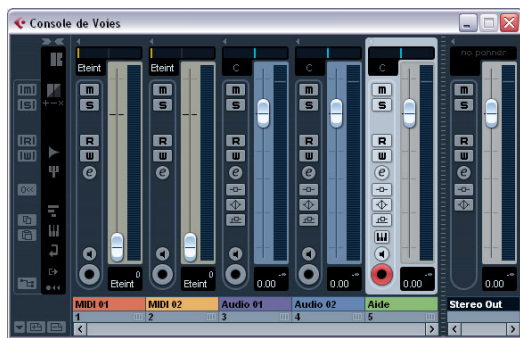 Console de Voies
Eteint Eteint C C C no panner
m m m m m m
S S S S S S
R R R R R R
W W W W W W
e e e e e e
0 0 -∞ -∞ -∞ -∞
Eteint Eteint 0.00 0.00 0.00 0.00
MIDI 01 MIDI 02 Audio 01 Audio 02 Aide Stereo Out
1 2 3 4 5